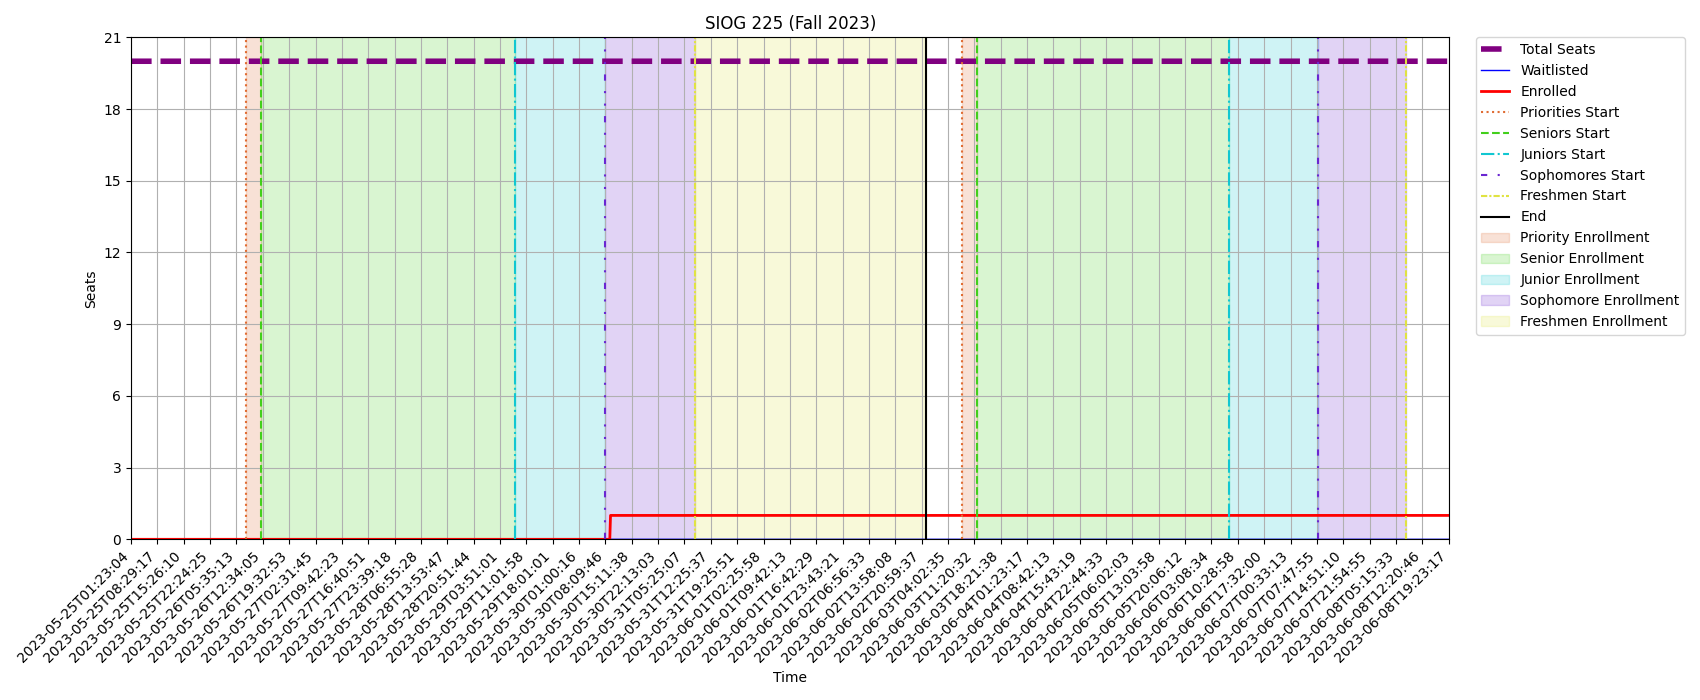 SIOG 225 (Fall 2023)
21
18
15
12
9
6
3
0
Seats
2023-05-25T01:23:04
2023-05-25T08:29:17
2023-05-25T15:26:10
2023-05-25T22:24:25
2023-05-26T05:35:13
2023-05-26T12:34:05
2023-05-26T19:32:53
2023-05-27T02:31:45
2023-05-27T09:42:23
2023-05-27T16:40:51
2023-05-27T23:39:18
2023-05-28T06:55:28
2023-05-28T13:53:47
2023-05-28T20:51:44
2023-05-29T03:51:01
2023-05-29T11:01:58
2023-05-29T18:01:01
2023-05-30T01:00:16
2023-05-30T08:09:46
2023-05-30T15:11:38
2023-05-30T22:13:03
2023-05-31T05:25:07
2023-05-31T12:25:37
2023-05-31T19:25:51
2023-06-01T02:25:58
2023-06-01T09:42:13
2023-06-01T16:42:29
2023-06-01T23:43:21
2023-06-02T06:56:33
2023-06-02T13:58:08
2023-06-02T20:59:37
2023-06-03T04:02:35
2023-06-03T11:20:32
2023-06-03T18:21:38
2023-06-04T01:23:17
2023-06-04T08:42:13
2023-06-04T15:43:19
2023-06-04T22:44:33
2023-06-05T06:02:03
2023-06-05T13:03:58
2023-06-05T20:06:12
2023-06-06T03:08:34
2023-06-06T10:28:58
2023-06-06T17:32:00
2023-06-07T00:33:13
2023-06-07T07:47:55
2023-06-07T14:51:10
2023-06-07T21:54:55
2023-06-08T05:15:33
2023-06-08T12:20:46
2023-06-08T19:23:17
Time
Total Seats
Waitlisted
Enrolled
Priorities Start
Seniors Start
Juniors Start
Sophomores Start
Freshmen Start
End
Priority Enrollment
Senior Enrollment
Junior Enrollment
Sophomore Enrollment
Freshmen Enrollment